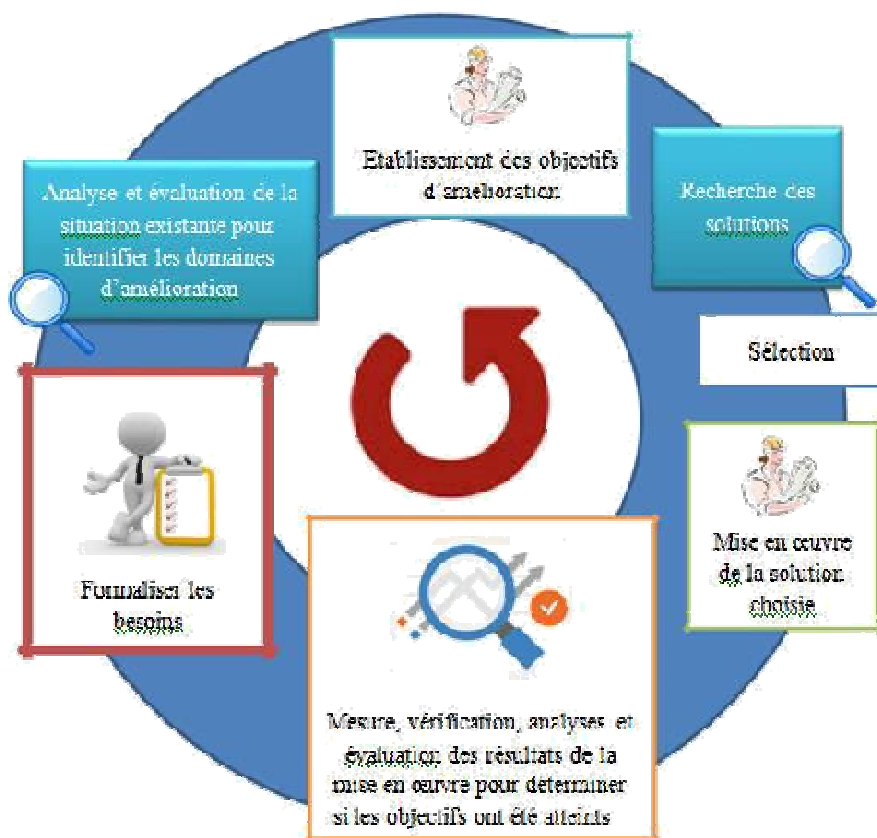 Etablissement des objectifs
d'amélioration
Analyse et évaluation de la
situation existante pour
identifier les domaines
d'amélioration
Recherche des
solutions
Sélection
Mise en œuvre
de la solution
choisie
Mesure, vérification, analyses et
évaluation des résultats de la
mise en œuvre pour déterminer
si les objectifs ont été atteints
Formaliser les
besoins